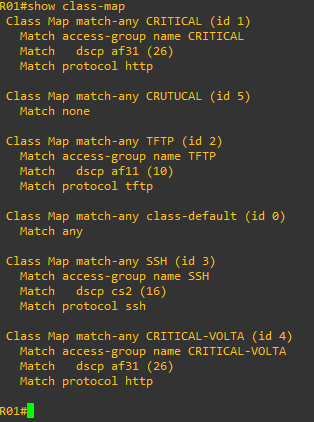 R01#show class-map
Class Map match-any CRITICAL (id 1)
Match access-group name CRITICAL
Match   dscp af31 (26)
Match protocol http
Class Map match-any CRUTUCAL (id 5)
Match none
Class Map match-any TFTP (id 2)
Match access-group name TFTP
Match   dscp af11 (10)
Match protocol tftp
Class Map match-any class-default (id 0)
Match any
Class Map match-any SSH (id 3)
Match access-group name SSH
Match   dscp cs2 (16)
Match protocol ssh
Class Map match-any CRITICAL-VOLTA (id 4)
Match access-group name CRITICAL-VOLTA
Match   dscp af31 (26)
Match protocol http
R01#